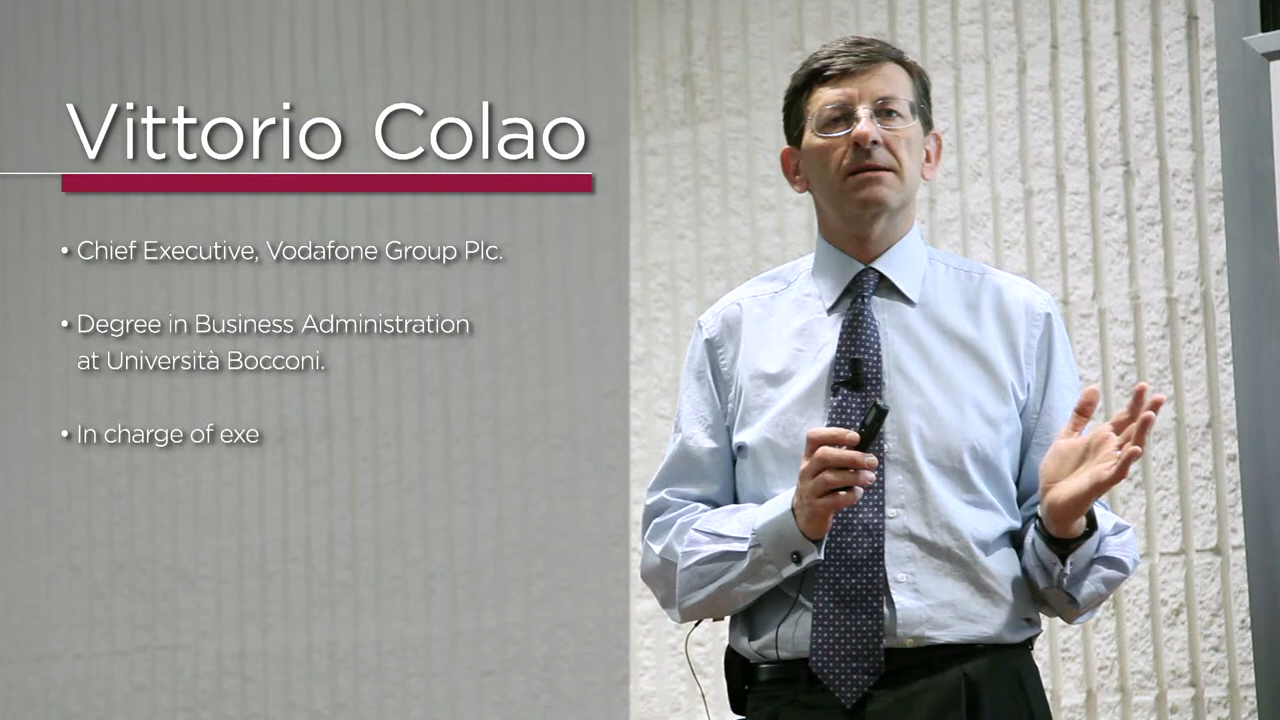 Vittorio Colao
• Chief Executive, Vodafone Group Plc.
• Degree in Business Administration
at Università Bocconi.
• In charge of exe